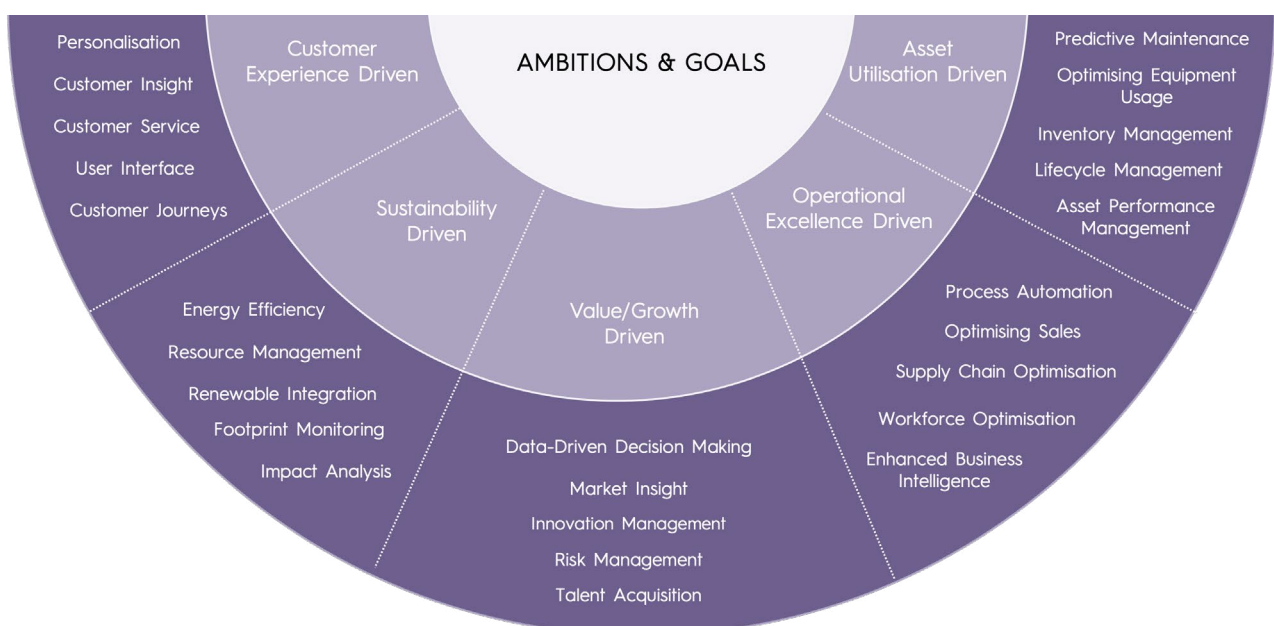 AMBITIONS & GOALS
Customer
Experience Driven
Personalisation
Customer Insight
Customer Service
User Interface
Customer Journeys
Sustainability
Driven
Energy Efficiency
Resource Management
Renewable Integration
Footprint Monitoring
Impact Analysis
Value/Growth
Driven
Data-Driven Decision Making
Market Insight
Innovation Management
Risk Management
Talent Acquisition
Operational
Excellence Driven
Process Automation
Optimising Sales
Supply Chain Optimisation
Workforce Optimisation
Enhanced Business
Intelligence
Asset
Utilisation Driven
Predictive Maintenance
Optimising Equipment
Usage
Inventory Management
Lifecycle Management
Asset Performance
Management